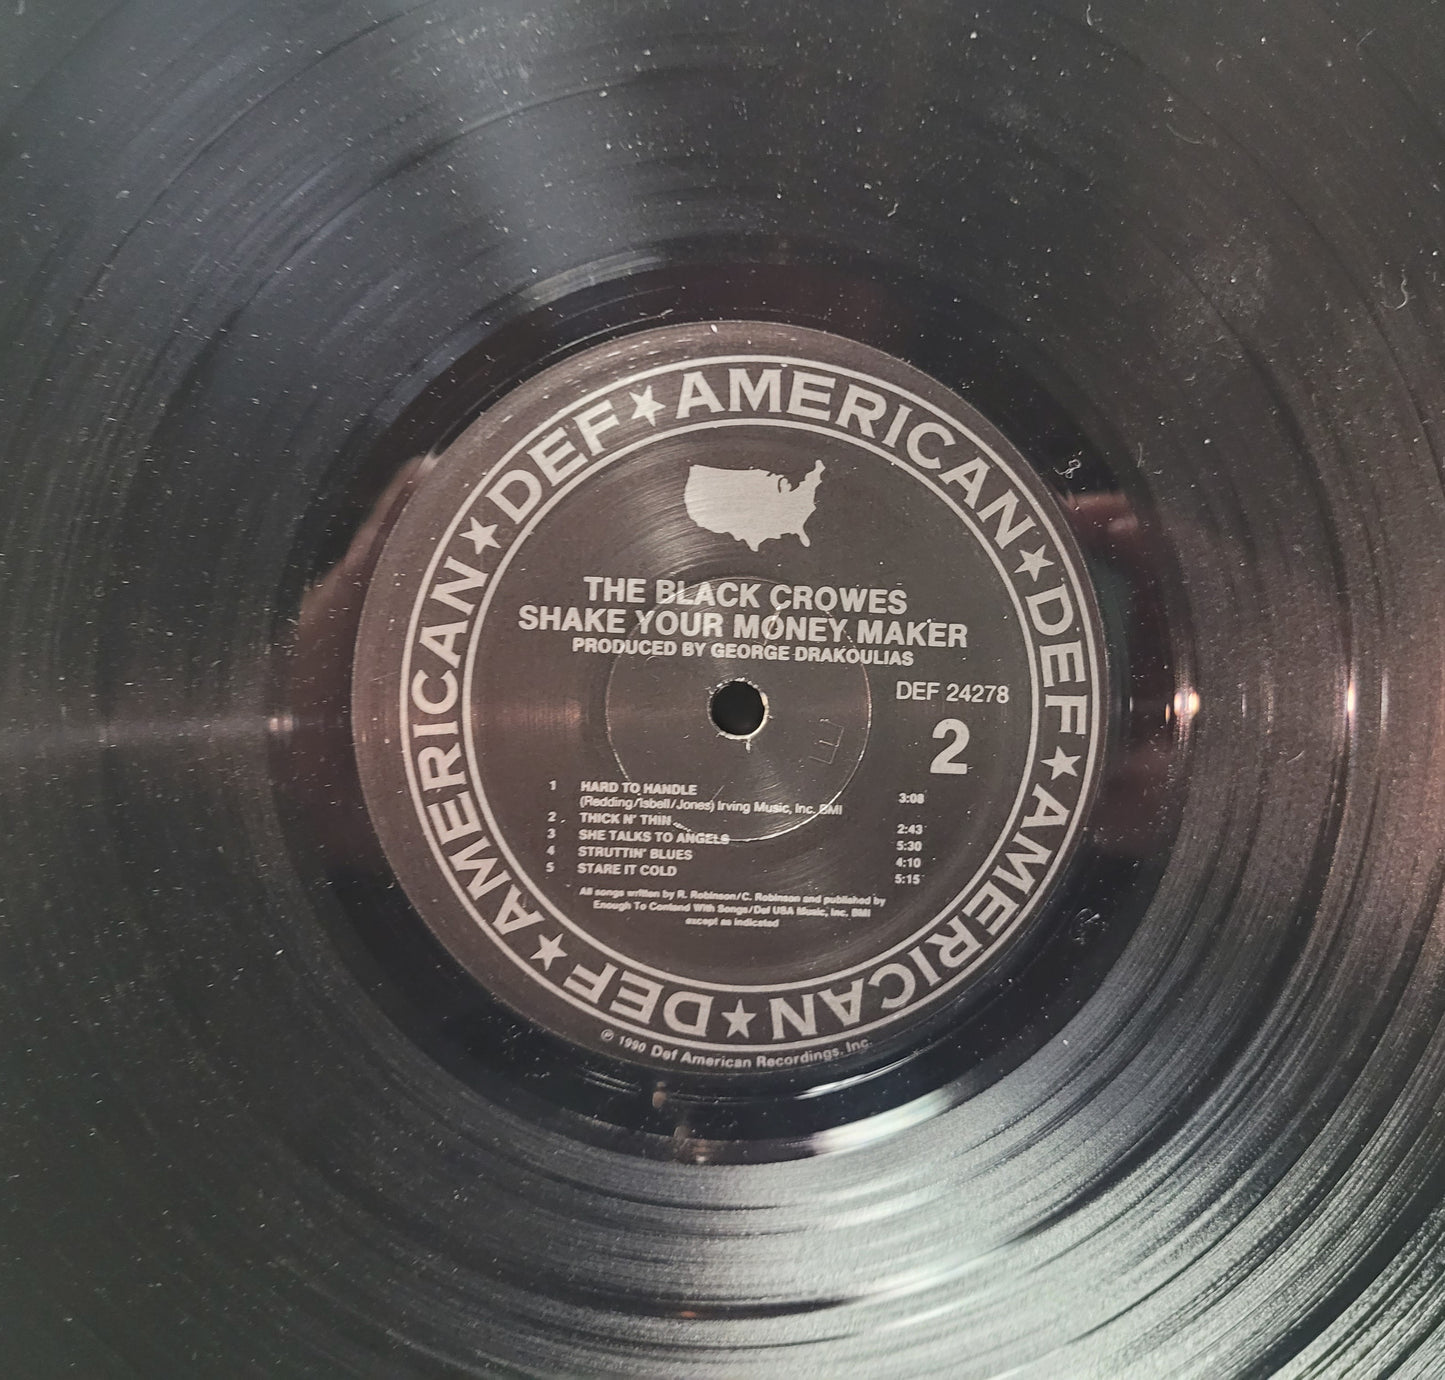 DEF ★ AMERICAN ★ DEF ★ AMERICAN ★ DEF ★ AMERICAN ★
THE BLACK CROWES
SHAKE YOUR MONEY MAKER
PRODUCED BY GEORGE DRAKOULIAS
DEF 24278
2
1 HARD TO HANDLE 3:08
(Redding/Isbell/Jones) Irving Music, Inc. BMI
2 THICK N' THIN 2:43
3 SHE TALKS TO ANGELS 5:30
4 STRUTTIN' BLUES 4:10
5 STARE IT COLD 5:15
All songs written by R. Robinson/C. Robinson and published by
Enough To Contend With Songs/Def USA Music, Inc. BMI
except as indicated
℗ 1990 Def American Recordings, Inc.